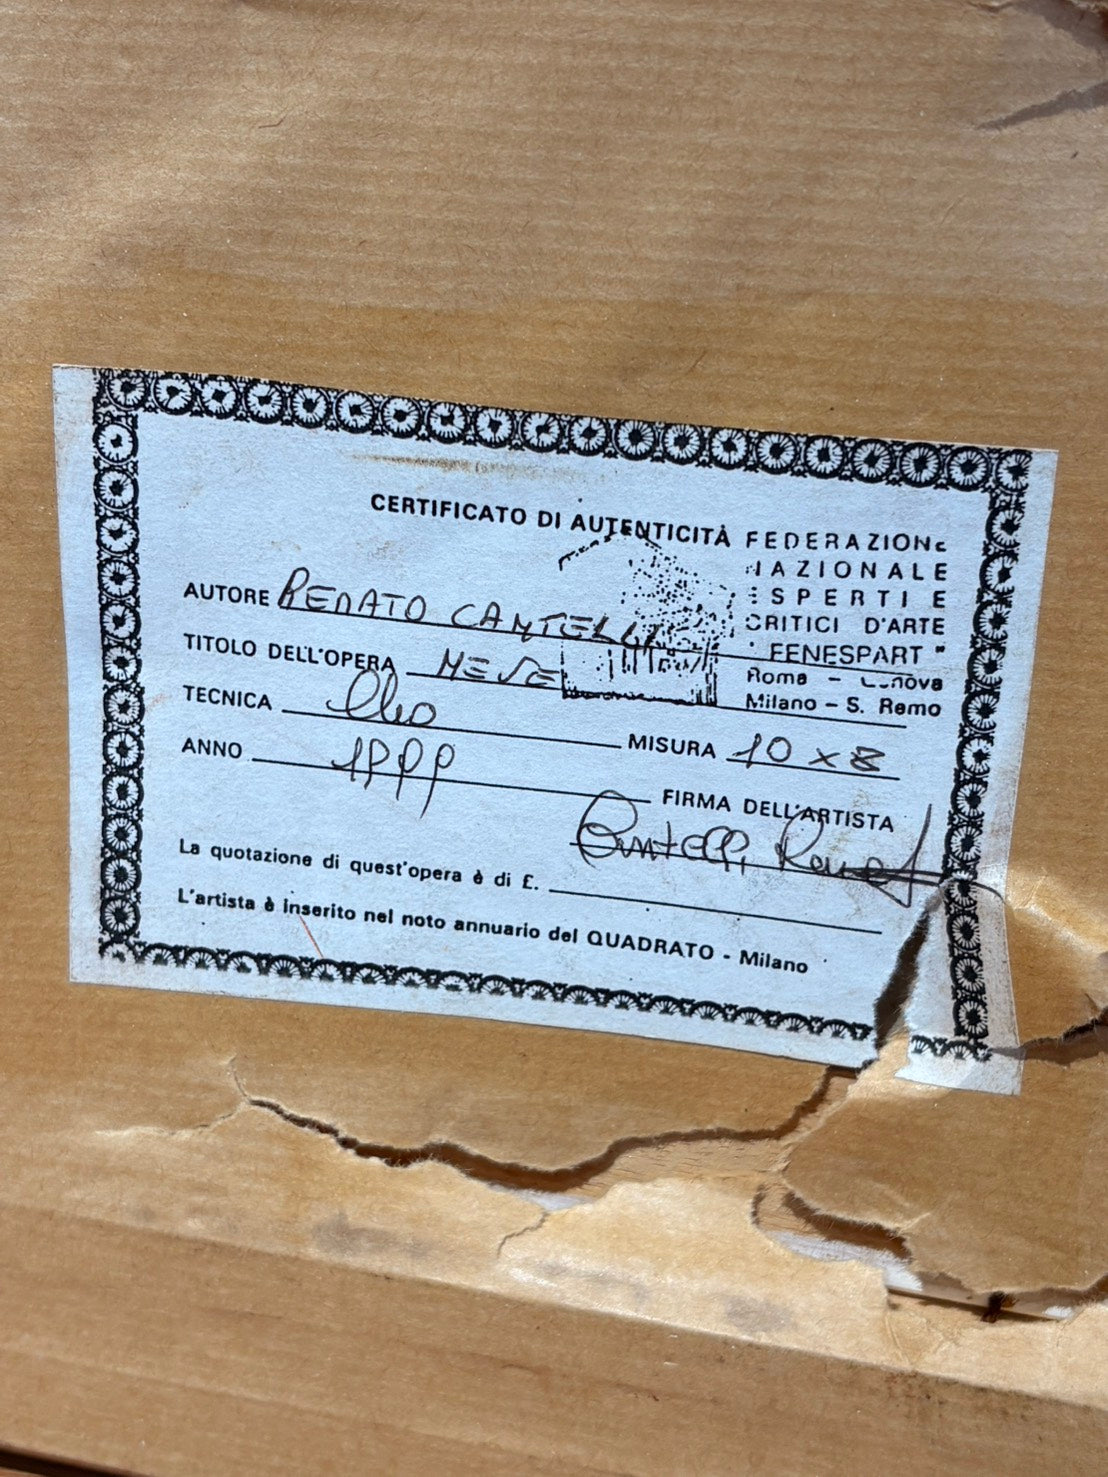 CERTIFICATO DI AUTENTICITÀ
FEDERAZIONE
NAZIONALE
ESPERTI E
CRITICI D'ARTE
" FENESPART "
Roma - Genova
Milano - S. Remo
AUTORE RENATO CANTELLI
TITOLO DELL'OPERA NEVE
TECNICA Olio
MISURA 10 x 8
ANNO 1999
FIRMA DELL'ARTISTA
Cantelli Renato
La quotazione di quest'opera è di £.
L'artista è inserito nel noto annuario del QUADRATO - Milano